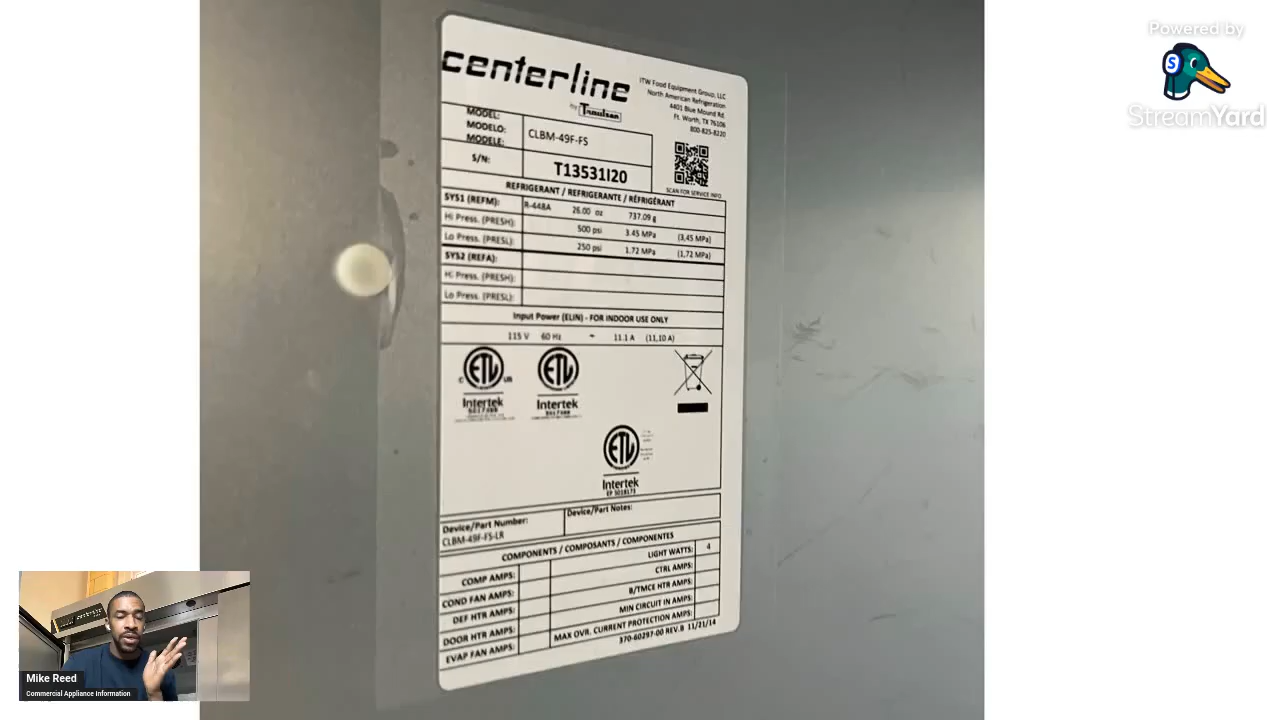 Powered by
StreamYard
centerline
by Traulsen
ITW Food Equipment Group, LLC
North American Refrigeration
4401 Blue Mound Rd.
Ft. Worth, TX 76106
800-825-8220
MODEL:
MODELO:
MODELE:
CLBM-49F-FS
S/N:
T13531I20
SCAN FOR SERVICE INFO
REFRIGERANT / REFRIGERANTE / RÉFRIGÉRANT
SYS1 (REFM): R-448A 26.00 oz 737.09 g
Hi Press. (PRESH): 500 psi 3.45 MPa (3,45 MPa)
Lo Press. (PRESL): 250 psi 1.72 MPa (1,72 MPa)
SYS2 (REFA):
Hi Press. (PRESH):
Lo Press. (PRESL):
Input Power (ELIN) - FOR INDOOR USE ONLY
115 V 60 Hz ~ 11.1 A (11,10 A)
C ETL US
Intertek
ETL
Intertek
ETL
Intertek
EP 5018173
Device/Part Number:
CLBM-49F-FS-LR
Device/Part Notes:
COMPONENTS / COMPOSANTS / COMPONENTES
COMP AMPS:
COND FAN AMPS:
DEF HTR AMPS:
DOOR HTR AMPS:
EVAP FAN AMPS:
LIGHT WATTS: 4
CTRL AMPS:
B/TMCE HTR AMPS:
MIN CIRCUIT IN AMPS:
MAX OVR. CURRENT PROTECTION AMPS:
370-60297-00 REV.B 11/21/14
centerline
Mike Reed
Commercial Appliance Information